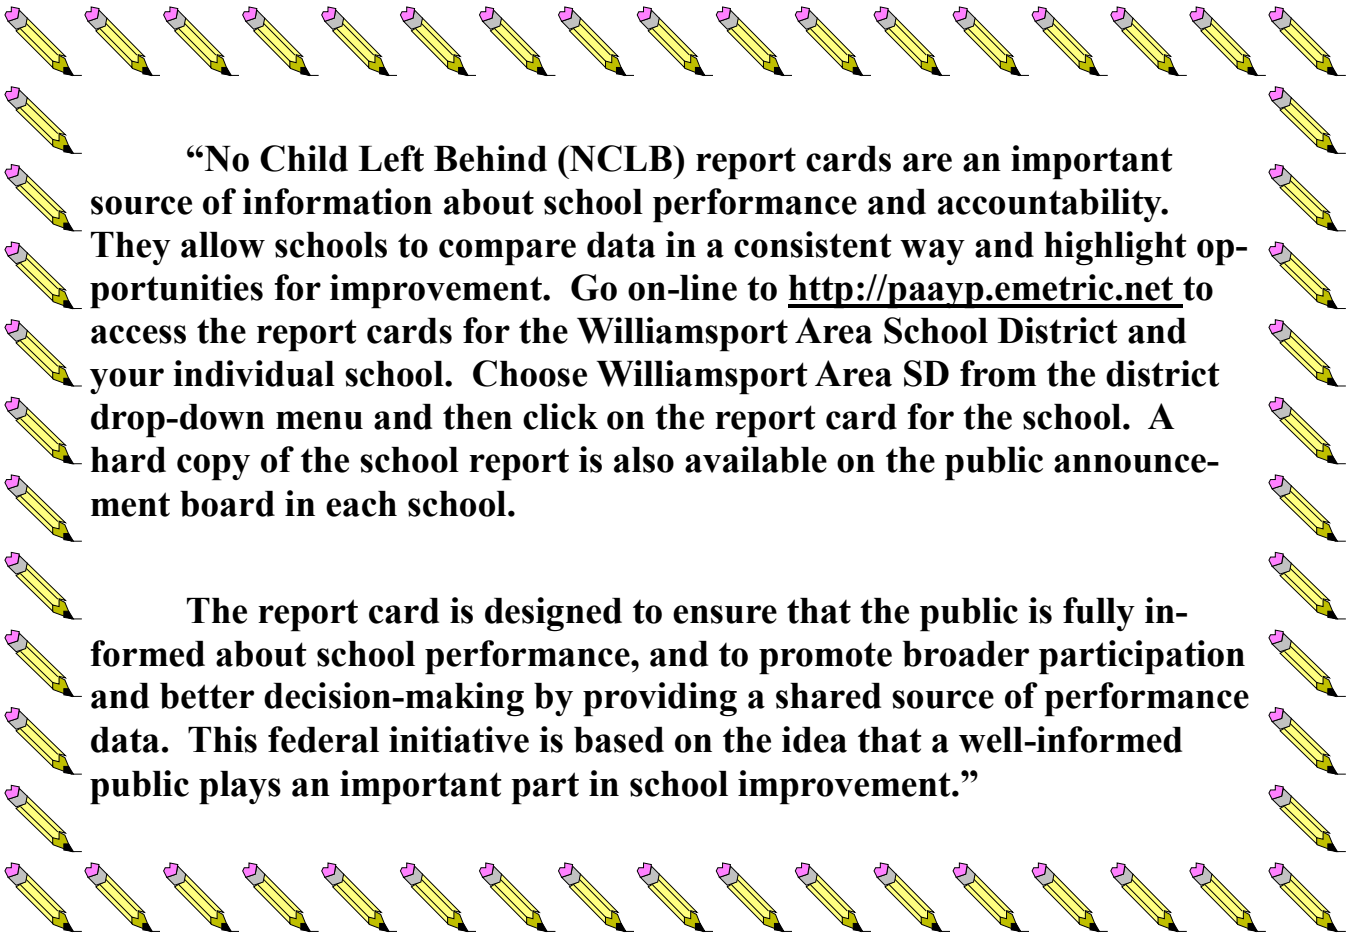 “No Child Left Behind (NCLB) report cards are an important
source of information about school performance and accountability.
They allow schools to compare data in a consistent way and highlight op-
portunities for improvement.  Go on-line to http://paayp.emetric.net to
access the report cards for the Williamsport Area School District and
your individual school.  Choose Williamsport Area SD from the district
drop-down menu and then click on the report card for the school.  A
hard copy of the school report is also available on the public announce-
ment board in each school.
The report card is designed to ensure that the public is fully in-
formed about school performance, and to promote broader participation
and better decision-making by providing a shared source of performance
data.  This federal initiative is based on the idea that a well-informed
public plays an important part in school improvement.”